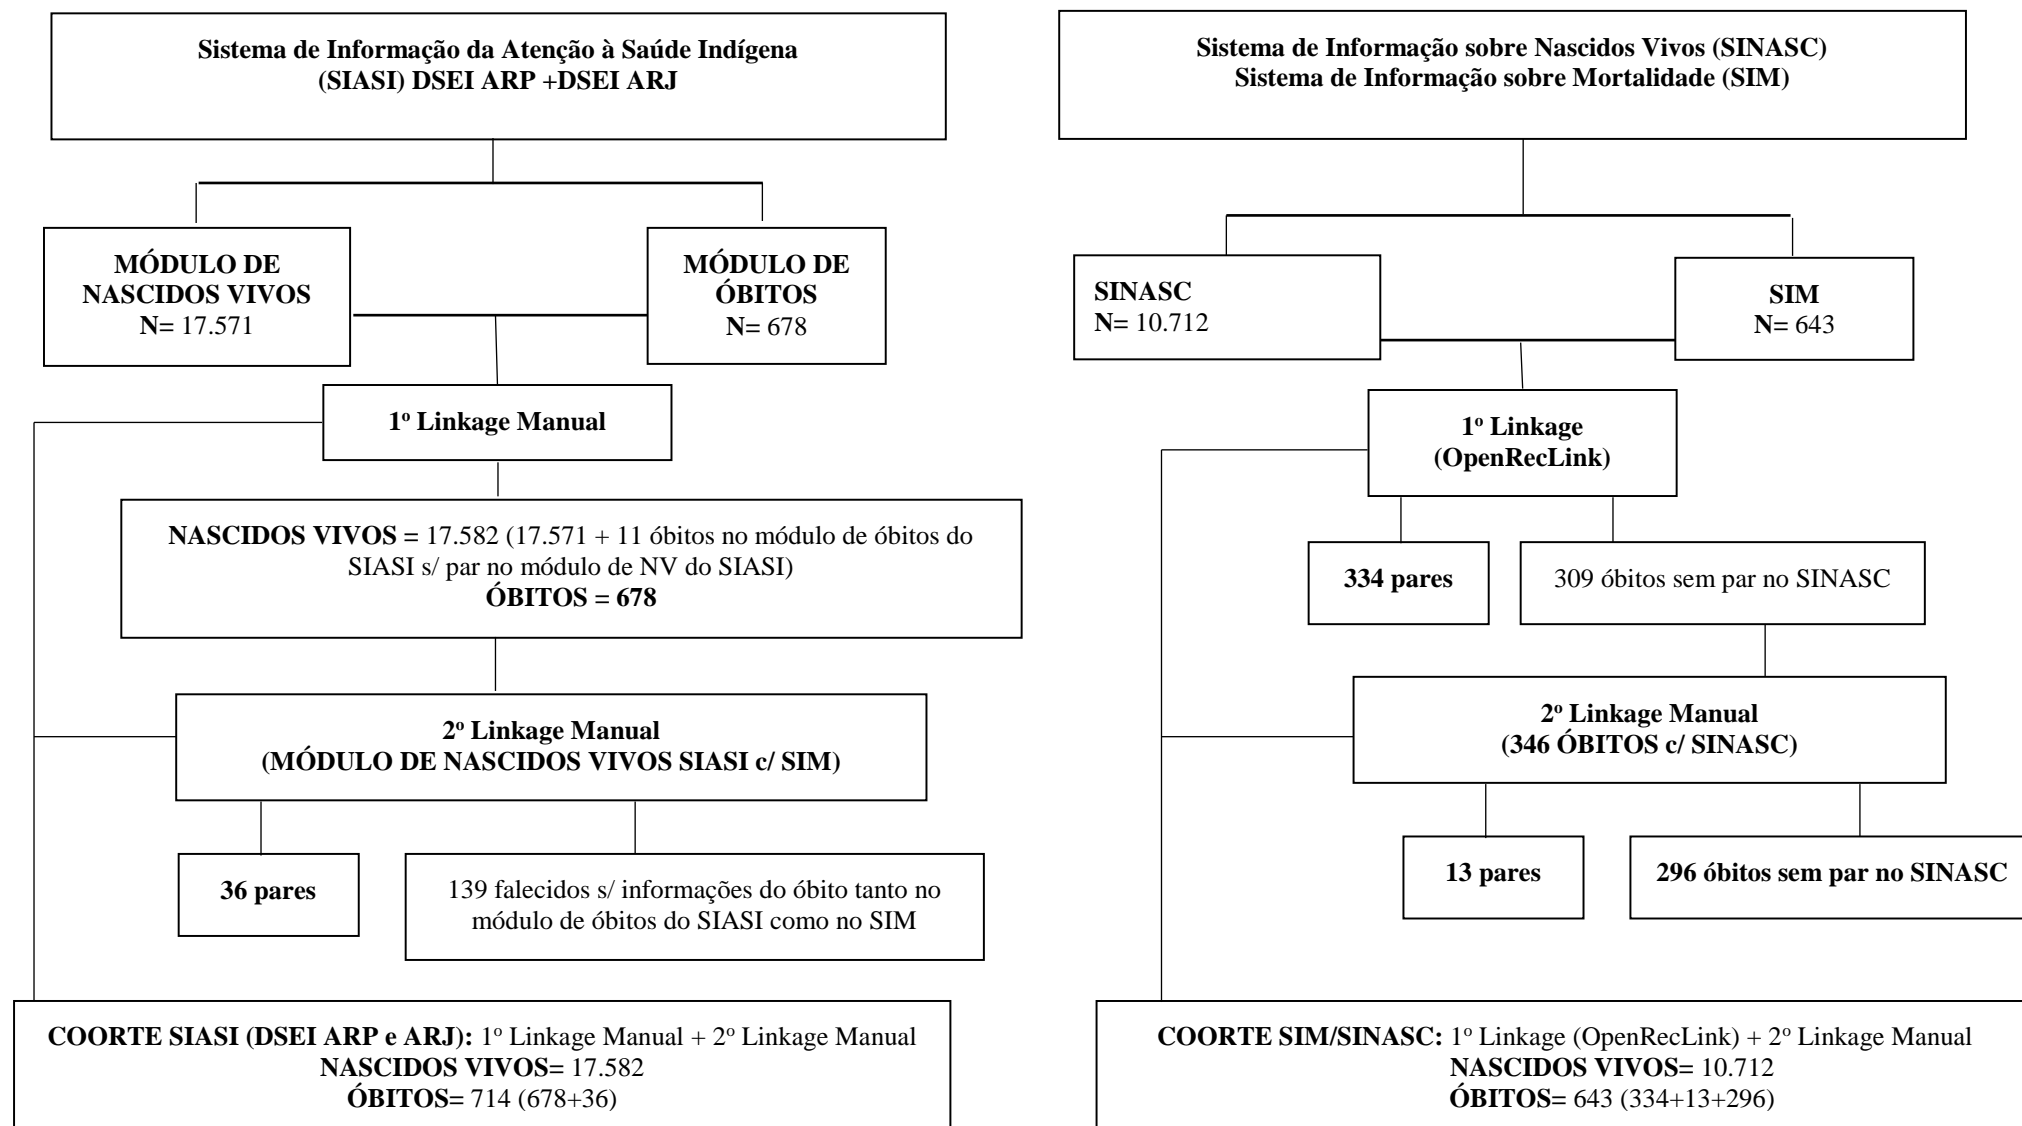 Sistema de Informação da Atenção à Saúde Indígena
(SIASI) DSEI ARP +DSEI ARJ
MÓDULO DE
NASCIDOS VIVOS
N= 17.571
MÓDULO DE
ÓBITOS
N= 678
1º Linkage Manual
NASCIDOS VIVOS = 17.582 (17.571 + 11 óbitos no módulo de óbitos do
SIASI s/ par no módulo de NV do SIASI)
ÓBITOS = 678
2º Linkage Manual
(MÓDULO DE NASCIDOS VIVOS SIASI c/ SIM)
36 pares
139 falecidos s/ informações do óbito tanto no
módulo de óbitos do SIASI como no SIM
COORTE SIASI (DSEI ARP e ARJ): 1º Linkage Manual + 2º Linkage Manual
NASCIDOS VIVOS= 17.582
ÓBITOS= 714 (678+36)
Sistema de Informação sobre Nascidos Vivos (SINASC)
Sistema de Informação sobre Mortalidade (SIM)
SINASC
N= 10.712
SIM
N= 643
1º Linkage
(OpenRecLink)
334 pares
309 óbitos sem par no SINASC
2º Linkage Manual
(346 ÓBITOS c/ SINASC)
13 pares
296 óbitos sem par no SINASC
COORTE SIM/SINASC: 1º Linkage (OpenRecLink) + 2º Linkage Manual
NASCIDOS VIVOS= 10.712
ÓBITOS= 643 (334+13+296)